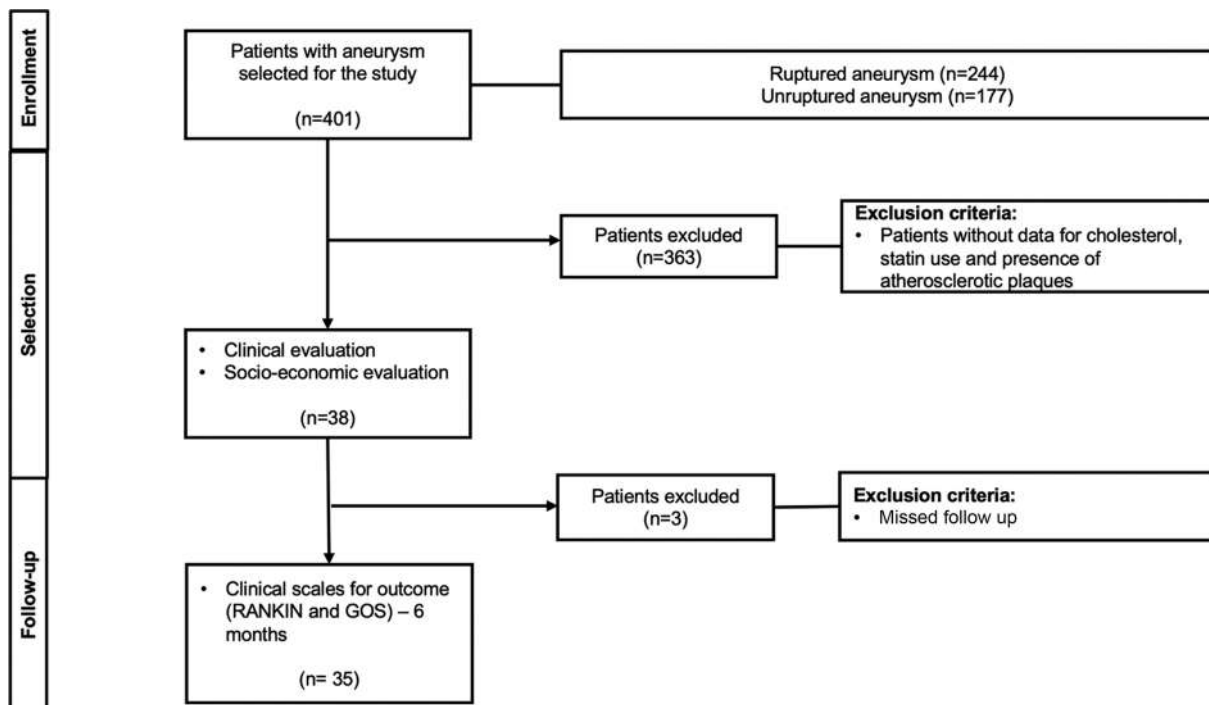 Enrollment
Patients with aneurysm
selected for the study
(n=401)
Ruptured aneurysm (n=244)
Unruptured aneurysm (n=177)
Selection
Patients excluded
(n=363)
Exclusion criteria:
• Patients without data for cholesterol,
statin use and presence of
atherosclerotic plaques
• Clinical evaluation
• Socio-economic evaluation
(n=38)
Follow-up
Patients excluded
(n=3)
Exclusion criteria:
• Missed follow up
• Clinical scales for outcome
(RANKIN and GOS) – 6
months
(n= 35)